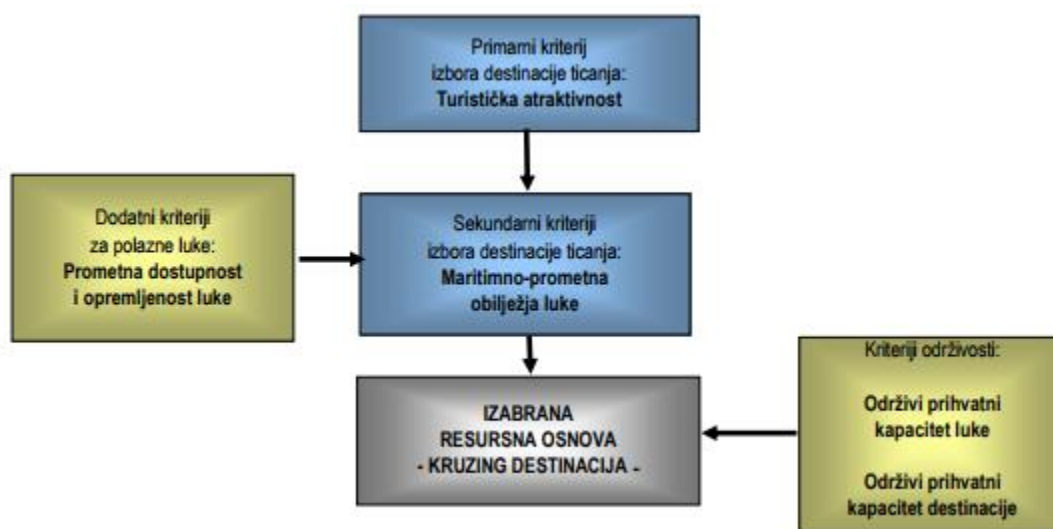 Primarni kriterij
izbora destinacije ticanja:
Turistička atraktivnost
Dodatni kriteriji
za polazne luke:
Prometna dostupnost
i opremljenost luke
Sekundarni kriteriji
izbora destinacije ticanja:
Maritimno-prometna
obilježja luke
Kriteriji održivosti:
Održivi prihvatni
kapacitet luke
Održivi prihvatni
kapacitet destinacije
IZABRANA
RESURSNA OSNOVA
- KRUZING DESTINACIJA -